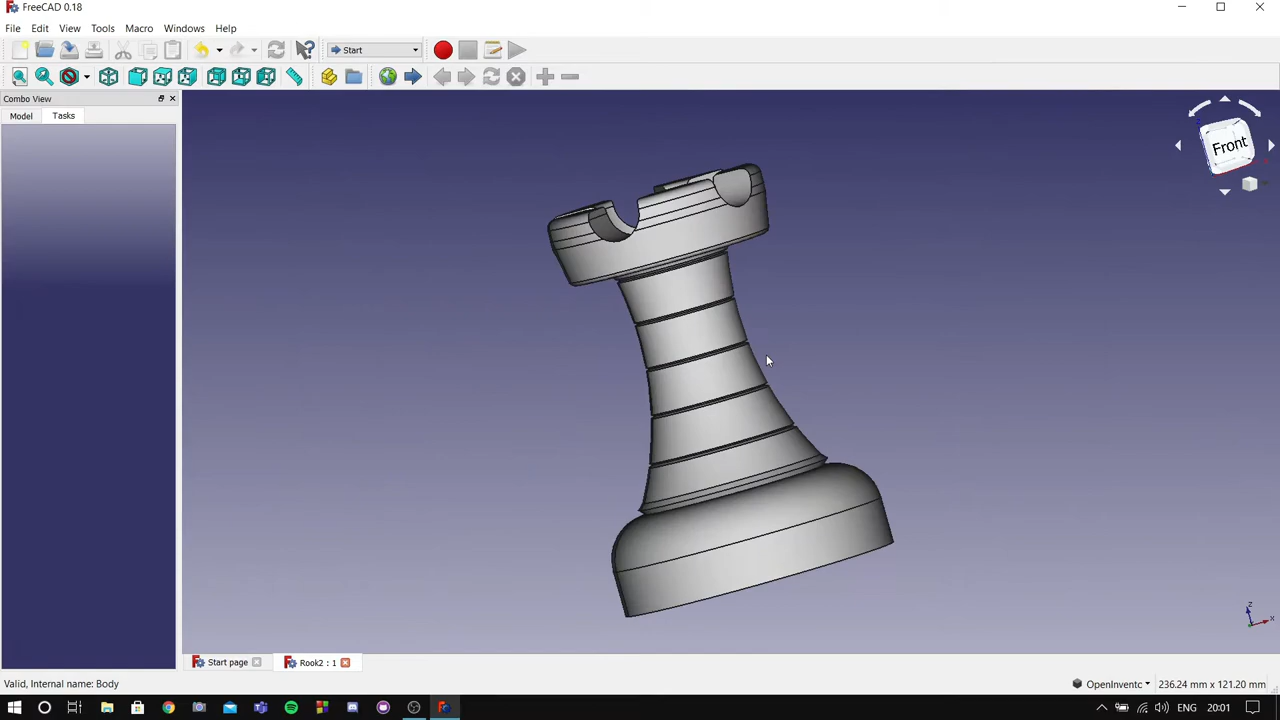 FreeCAD 0.18
File Edit View Tools Macro Windows Help
Start
Combo View
Model Tasks
Front
Start page Rook2 : 1
Valid, Internal name: Body
OpenInventc 236.24 mm x 121.20 mm
ENG 20:01